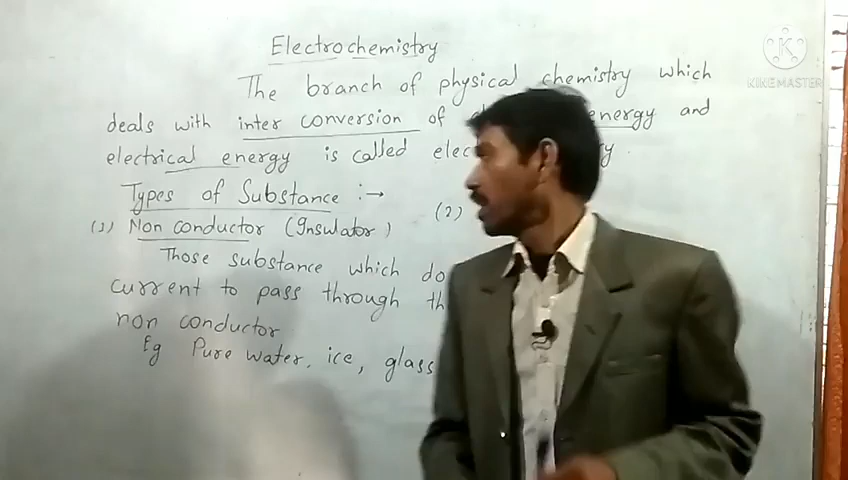 Electrochemistry
The branch of physical chemistry which
deals with inter conversion of energy and
electrical energy is called
Types of Substance :→
(1) Non conductor (Insulator) (2)
Those substance which do
current to pass through
non conductor
Eg Pure water, ice, glass
KINEMASTER